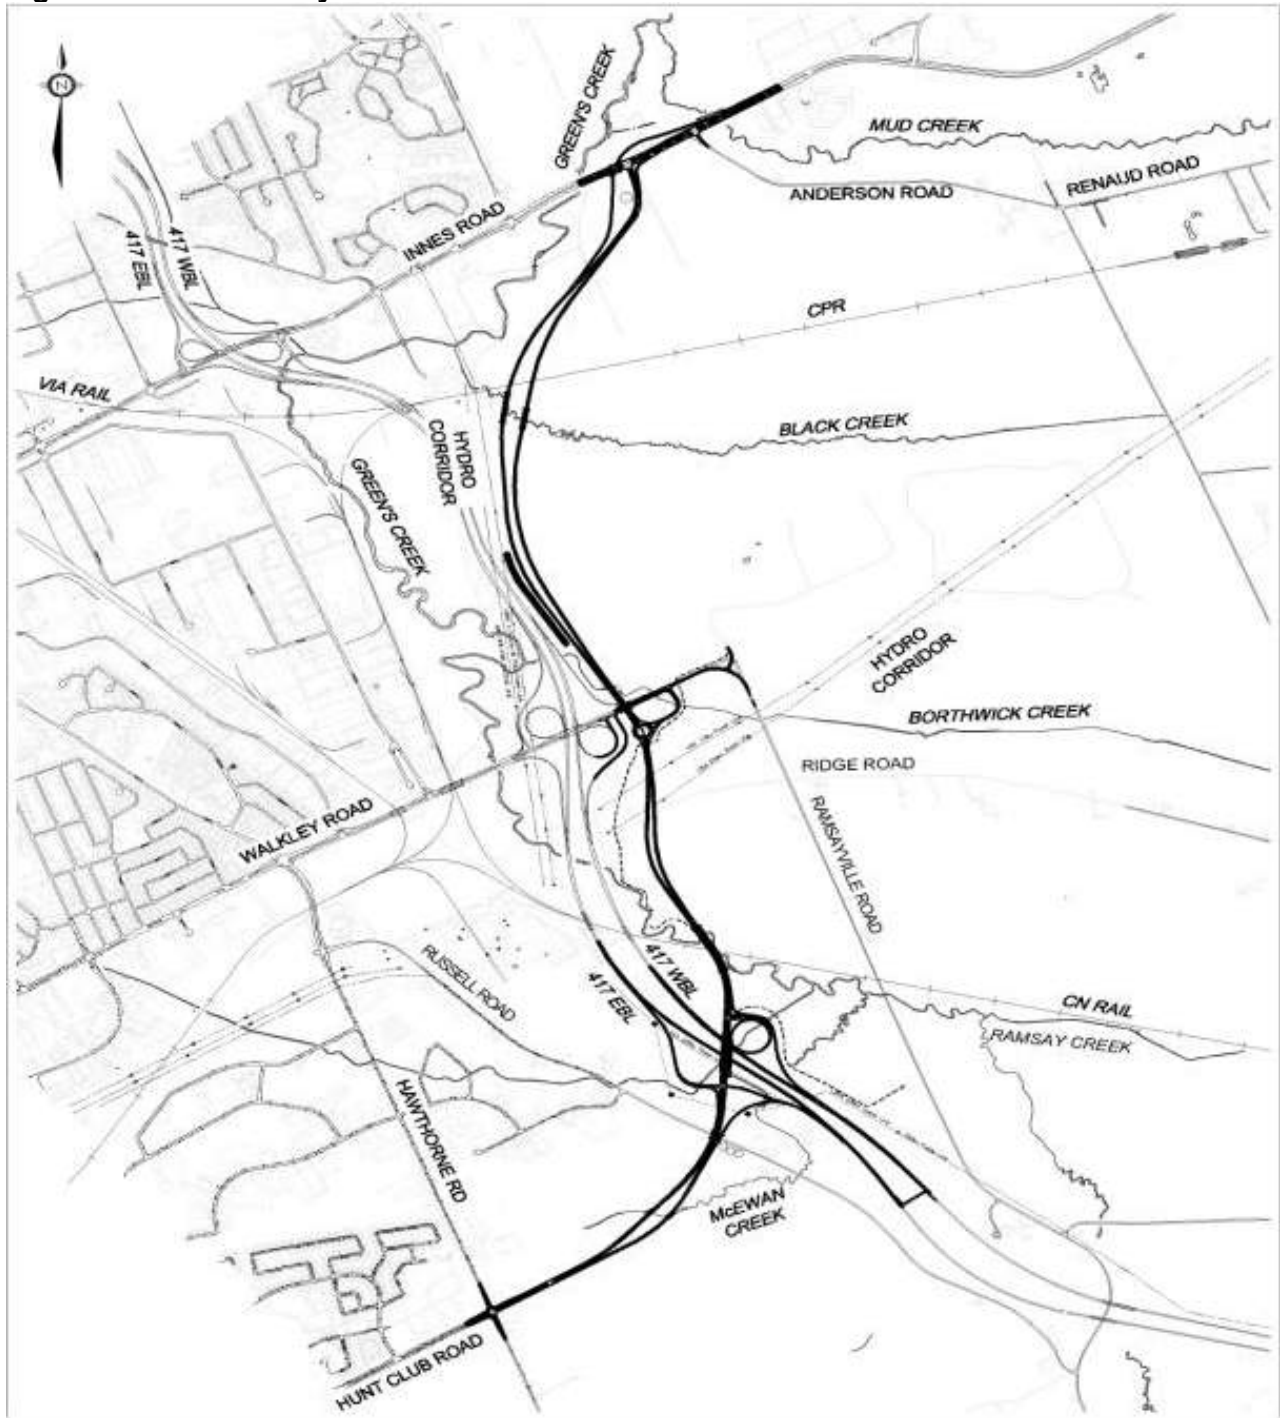 GREEN'S CREEK
MUD CREEK
RENAUD ROAD
ANDERSON ROAD
INNES ROAD
417 WBL
417 EBL
CPR
VIA RAIL
BLACK CREEK
HYDRO
CORRIDOR
GREEN'S CREEK
HYDRO
CORRIDOR
BORTHWICK CREEK
RIDGE ROAD
WALKLEY ROAD
RAMSAYVILLE ROAD
RUSSELL ROAD
417 WBL
417 EBL
CN RAIL
RAMSAY CREEK
HAWTHORNE RD
McEWAN
CREEK
HUNT CLUB ROAD